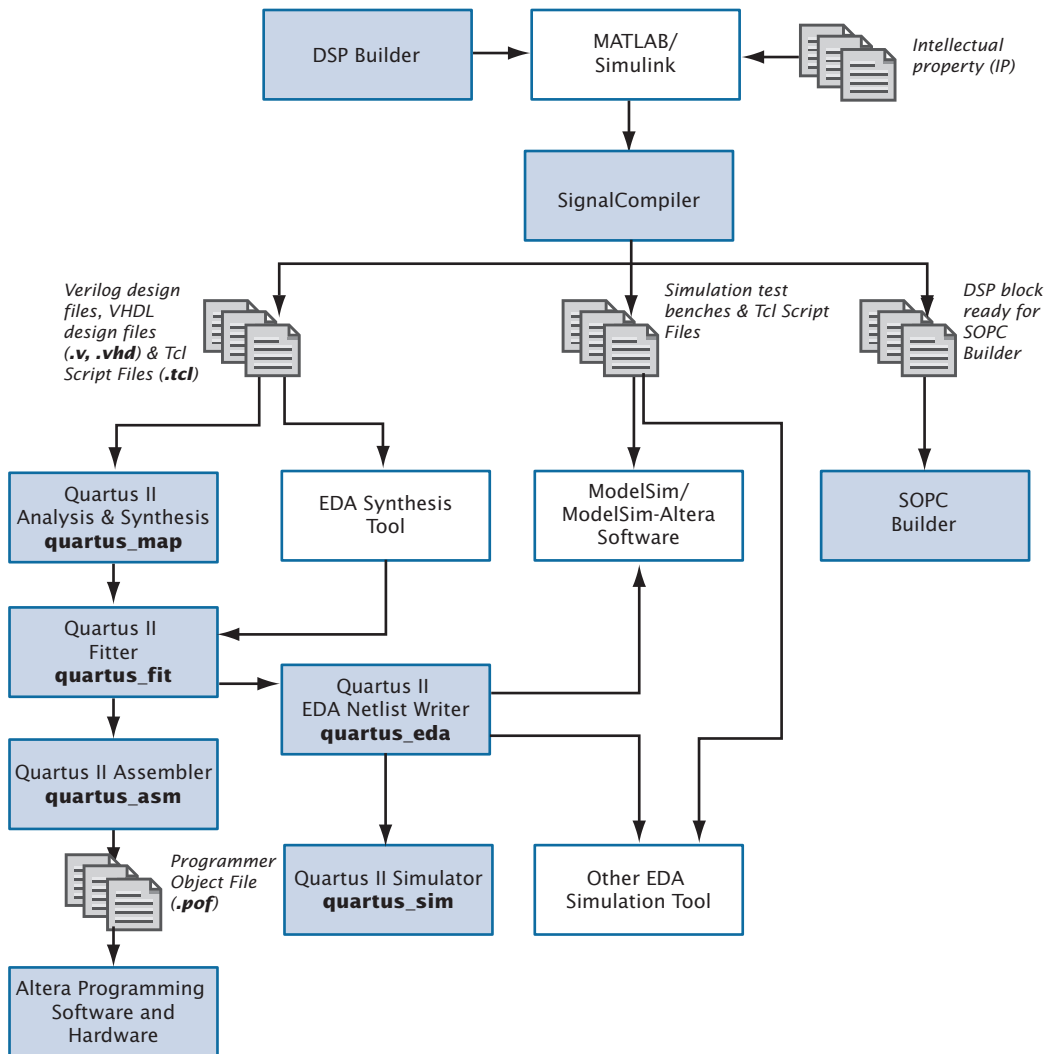 DSP Builder
MATLAB/
Simulink
Intellectual
property (IP)
SignalCompiler
Verilog design
files, VHDL
design files
(.v, .vhd) & Tcl
Script Files (.tcl)
Simulation test
benches & Tcl Script
Files
DSP block
ready for
SOPC
Builder
Quartus II
Analysis & Synthesis
quartus_map
EDA Synthesis
Tool
ModelSim/
ModelSim-Altera
Software
SOPC
Builder
Quartus II
Fitter
quartus_fit
Quartus II
EDA Netlist Writer
quartus_eda
Quartus II Assembler
quartus_asm
Programmer
Object File
(.pof)
Quartus II Simulator
quartus_sim
Other EDA
Simulation Tool
Altera Programming
Software and
Hardware